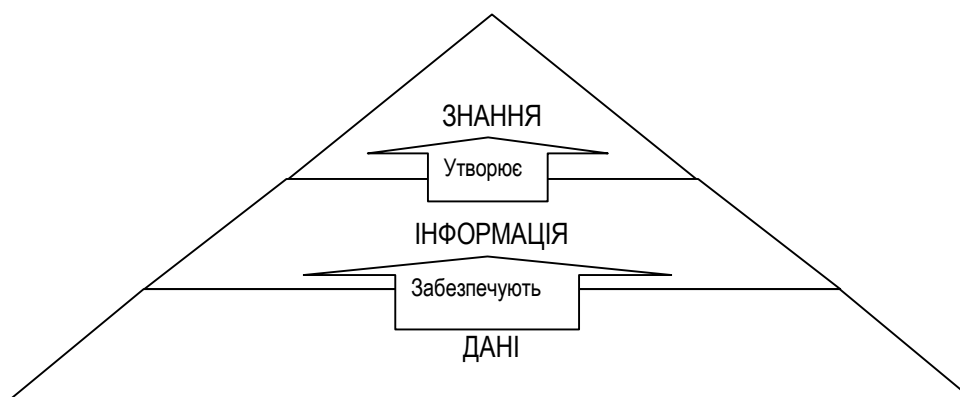 ЗНАННЯ
Утворює
ІНФОРМАЦІЯ
Забезпечують
ДАНІ